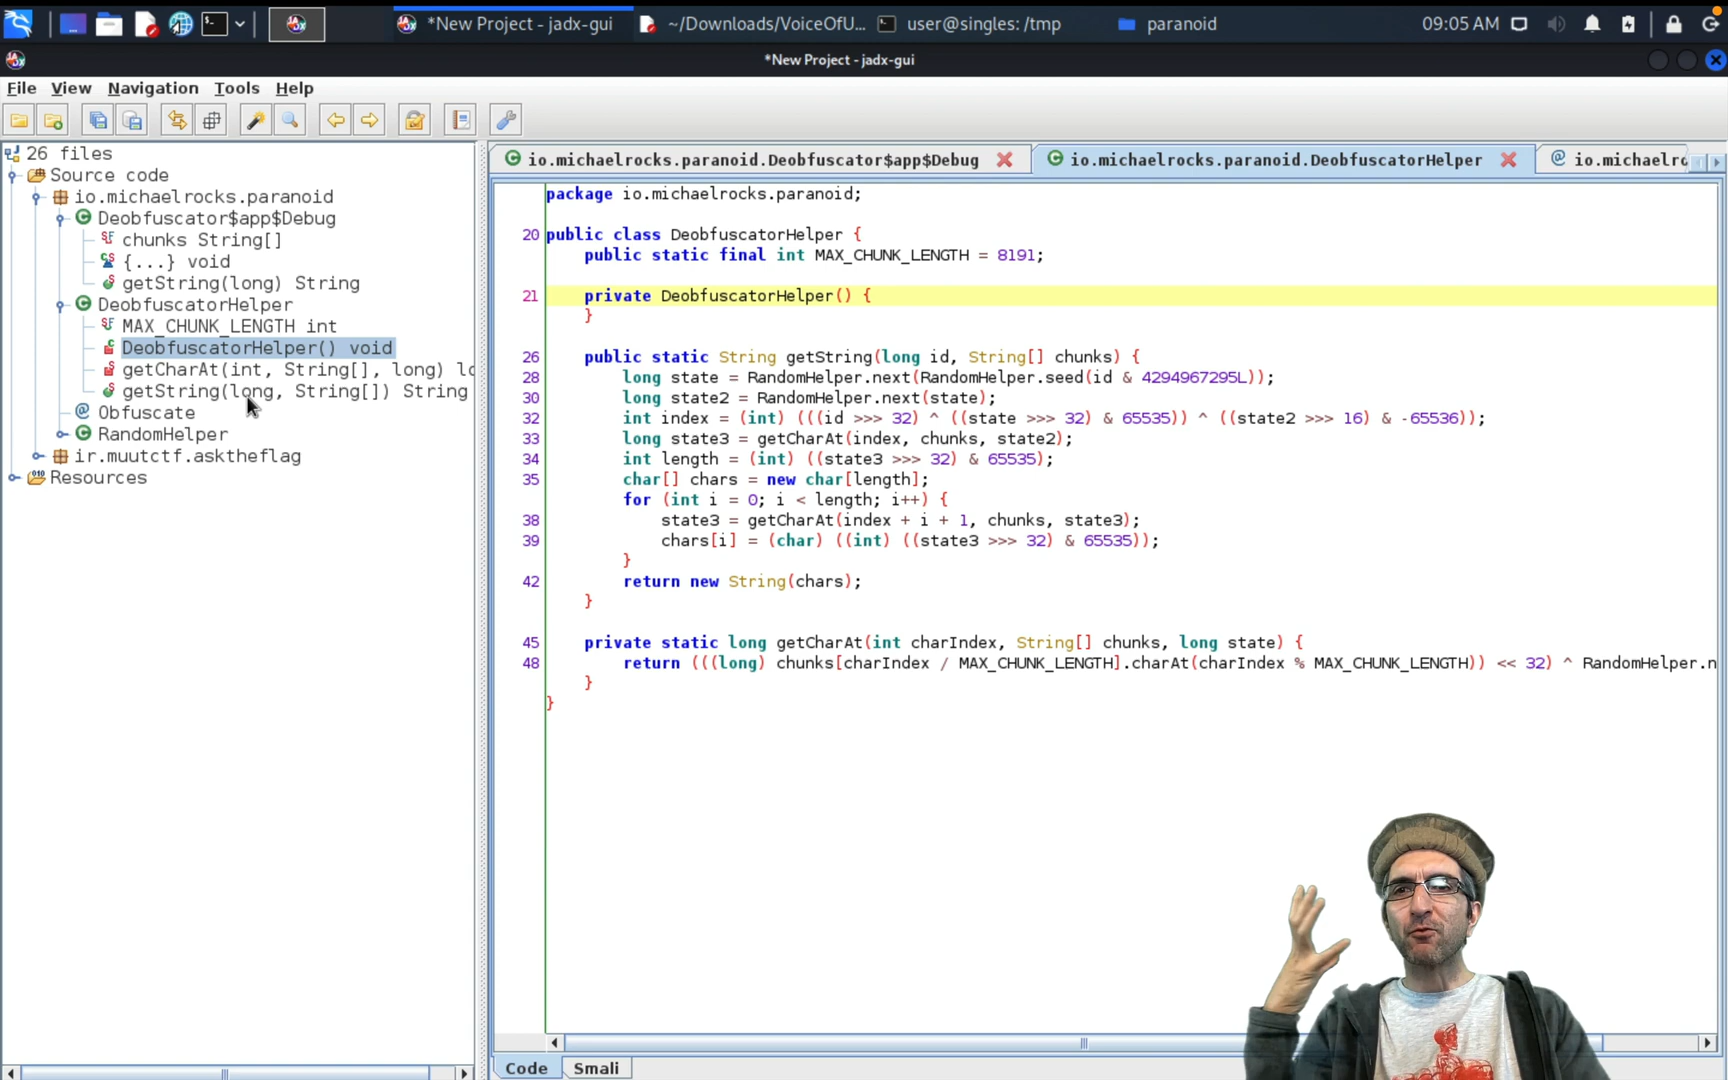 *New Project - jadx-gui
~/Downloads/VoiceOfU...
user@singles: /tmp
paranoid
09:05 AM
*New Project - jadx-gui
File View Navigation Tools Help
26 files
Source code
io.michaelrocks.paranoid
Deobfuscator$app$Debug
chunks String[]
{...} void
getString(long) String
DeobfuscatorHelper
MAX_CHUNK_LENGTH int
DeobfuscatorHelper() void
getCharAt(int, String[], long) lo
getString(long, String[]) String
Obfuscate
RandomHelper
ir.muutctf.asktheflag
Resources
io.michaelrocks.paranoid.Deobfuscator$app$Debug
io.michaelrocks.paranoid.DeobfuscatorHelper
io.michaelro
package io.michaelrocks.paranoid;
20 public class DeobfuscatorHelper {
public static final int MAX_CHUNK_LENGTH = 8191;
21 private DeobfuscatorHelper() {
}
26 public static String getString(long id, String[] chunks) {
28 long state = RandomHelper.next(RandomHelper.seed(id & 4294967295L));
30 long state2 = RandomHelper.next(state);
32 int index = (int) (((id >>> 32) ^ ((state >>> 32) & 65535)) ^ ((state2 >>> 16) & -65536));
33 long state3 = getCharAt(index, chunks, state2);
34 int length = (int) ((state3 >>> 32) & 65535);
35 char[] chars = new char[length];
for (int i = 0; i < length; i++) {
38 state3 = getCharAt(index + i + 1, chunks, state3);
39 chars[i] = (char) ((int) ((state3 >>> 32) & 65535));
}
42 return new String(chars);
}
45 private static long getCharAt(int charIndex, String[] chunks, long state) {
48 return (((long) chunks[charIndex / MAX_CHUNK_LENGTH].charAt(charIndex % MAX_CHUNK_LENGTH)) << 32) ^ RandomHelper.n
}
}
Code Smali